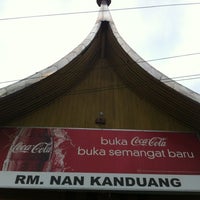 Coca-Cola
buka Coca-Cola
buka semangat baru
RM. NAN KANDUANG